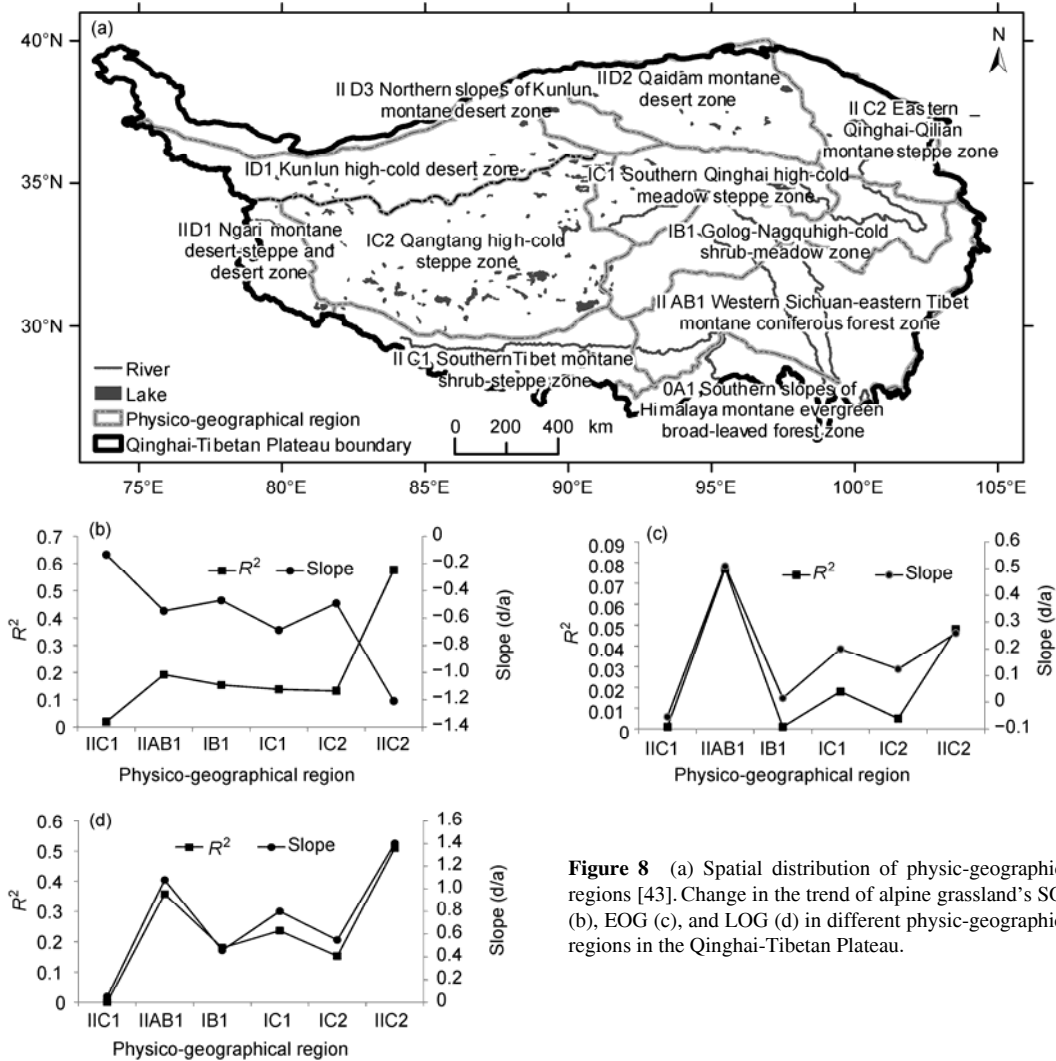 (a)
N
40°N
35°N
30°N
II D3 Northern slopes of Kunlun
montane desert zone
IID2 Qaidam montane
desert zone
II C2 Eastern
Qinghai-Qilian
montane steppe zone
ID1 Kunlun high-cold desert zone
IC1 Southern Qinghai high-cold
meadow steppe zone
IID1 Ngari montane
desert-steppe and
desert zone
IC2 Qangtang high-cold
steppe zone
IB1 Golog-Nagquhigh-cold
shrub-meadow zone
II AB1 Western Sichuan-eastern Tibet
montane coniferous forest zone
II C1 Southern Tibet montane
shrub-steppe zone
0A1 Southern slopes of
Himalaya montane evergreen
broad-leaved forest zone
River
Lake
Physico-geographical region
Qinghai-Tibetan Plateau boundary
0 200 400 km
75°E 80°E 85°E 90°E 95°E 100°E 105°E
(b)
R² Slope
0.7
0.6
0.5
0.4
0.3
0.2
0.1
0
R²
0
−0.2
−0.4
−0.6
−0.8
−1.0
−1.2
−1.4
Slope (d/a)
IIC1 IIAB1 IB1 IC1 IC2 IIC2
Physico-geographical region
(c)
R² Slope
0.09
0.08
0.07
0.06
0.05
0.04
0.03
0.02
0.01
0
R²
0.6
0.5
0.4
0.3
0.2
0.1
0
−0.1
Slope (d/a)
IIC1 IIAB1 IB1 IC1 IC2 IIC2
Physico-geographical region
(d)
R² Slope
0.6
0.5
0.4
0.3
0.2
0.1
0
R²
1.6
1.4
1.2
1.0
0.8
0.6
0.4
0.2
0
Slope (d/a)
IIC1 IIAB1 IB1 IC1 IC2 IIC2
Physico-geographical region
Figure 8 (a) Spatial distribution of physic-geographic
regions [43]. Change in the trend of alpine grassland's SO
(b), EOG (c), and LOG (d) in different physic-geographic
regions in the Qinghai-Tibetan Plateau.